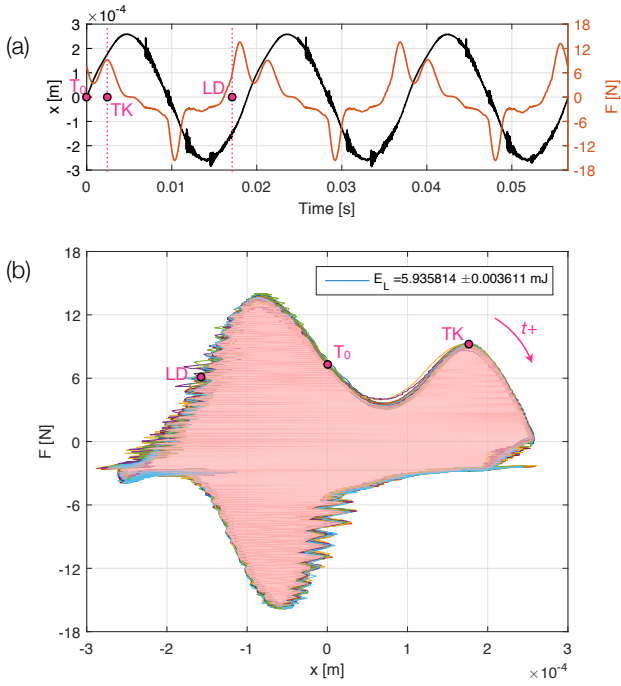 (a)
×10⁻⁴
3
2
1
0
-1
-2
-3
x [m]
18
12
6
0
-6
-12
-18
F [N]
T₀
TK
LD
0 0.01 0.02 0.03 0.04 0.05
Time [s]
(b)
18
12
6
0
-6
-12
-18
F [N]
E_L =5.935814 ±0.003611 mJ
t+
TK
T₀
LD
-3 -2 -1 0 1 2 3
x [m]
×10⁻⁴